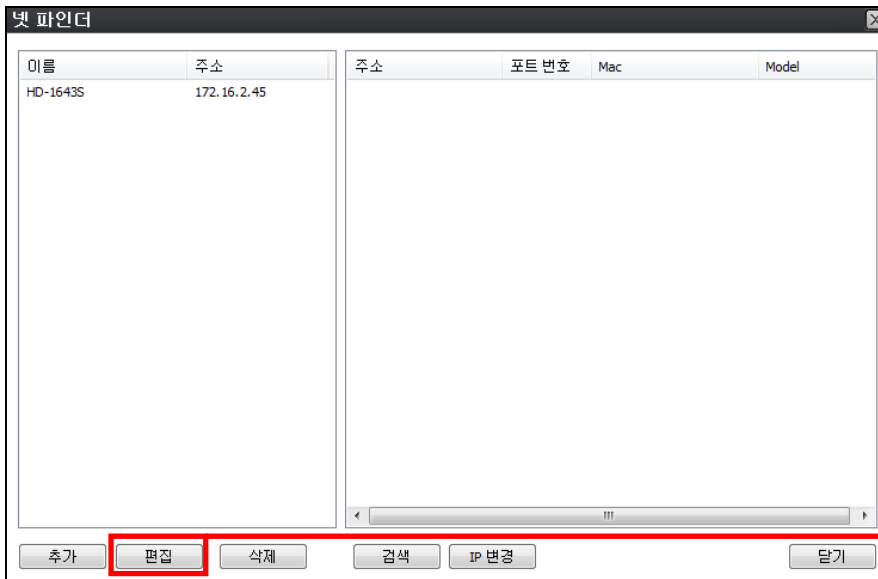 넷 파인더
이름 주소
HD-1643S 172.16.2.45
주소 포트 번호 Mac Model
추가 편집 삭제 검색 IP 변경 닫기